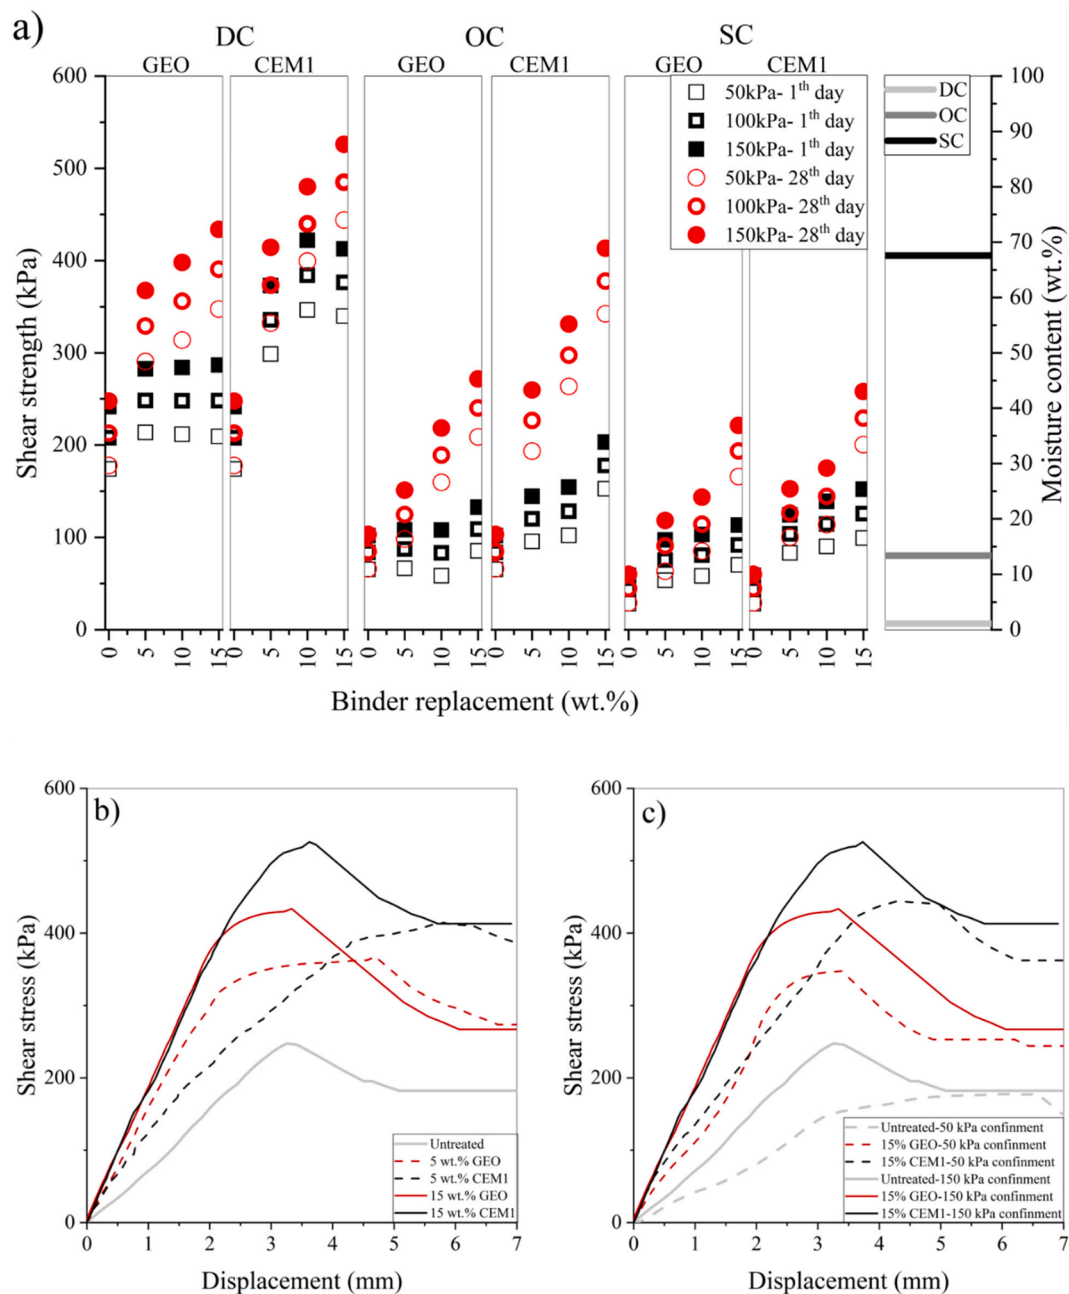 a)
DC OC SC
GEO CEM1 GEO CEM1 GEO CEM1
Shear strength (kPa)
600
500
400
300
200
100
0
50kPa- 1th day
100kPa- 1th day
150kPa- 1th day
50kPa- 28th day
100kPa- 28th day
150kPa- 28th day
DC
OC
SC
Moisture content (wt.%)
100
90
80
70
60
50
40
30
20
10
0
0 5 10 15 0 5 10 15 0 5 10 15 0 5 10 15 0 5 10 15 0 5 10 15
Binder replacement (wt.%)
b)
Shear stress (kPa)
600
400
200
0
Untreated
5 wt.% GEO
5 wt.% CEM1
15 wt.% GEO
15 wt.% CEM1
0 1 2 3 4 5 6 7
Displacement (mm)
c)
Shear stress (kPa)
600
400
200
0
Untreated-50 kPa confinment
15% GEO-50 kPa confinment
15% CEM1-50 kPa confinment
Untreated-150 kPa confinment
15% GEO-150 kPa confinment
15% CEM1-150 kPa confinment
0 1 2 3 4 5 6 7
Displacement (mm)